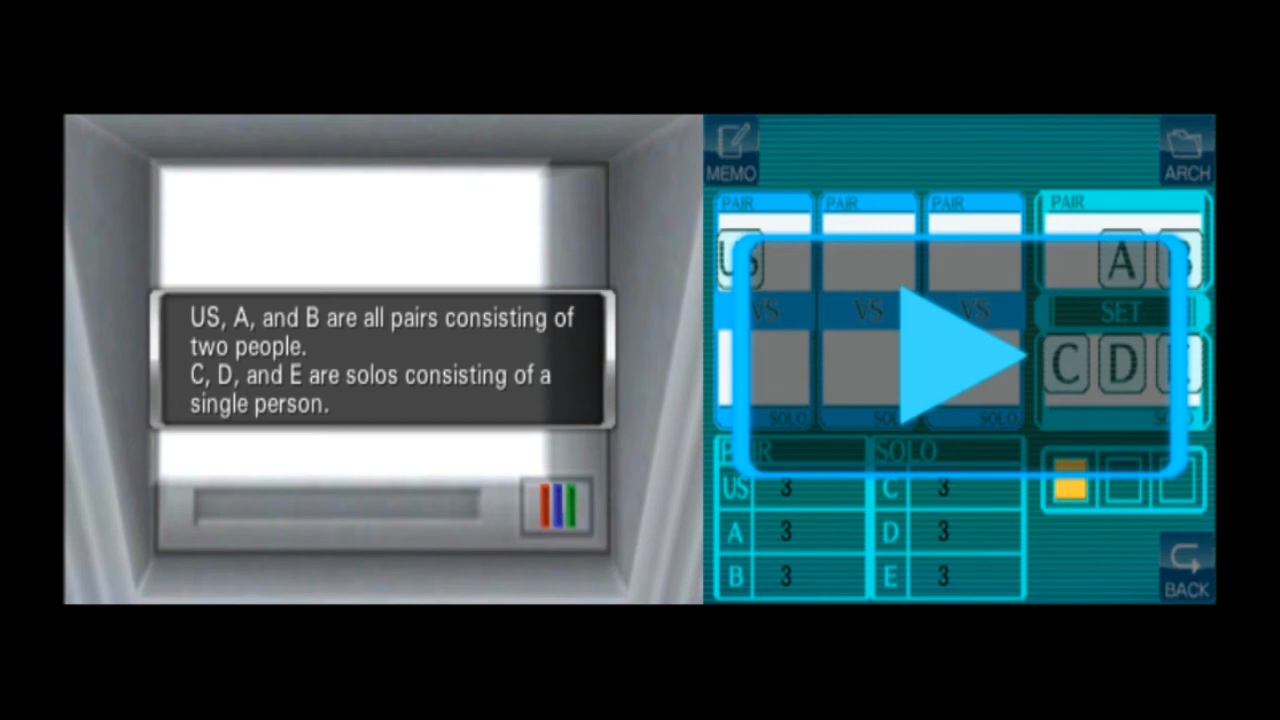 US, A, and B are all pairs consisting of
two people.
C, D, and E are solos consisting of a
single person.
MEMO
ARCH
PAIR PAIR PAIR PAIR
US A B
VS VS VS SET
C D E
SOLO SOLO SOLO SOLO
PAIR SOLO
US 3 C 3
A 3 D 3
B 3 E 3
BACK